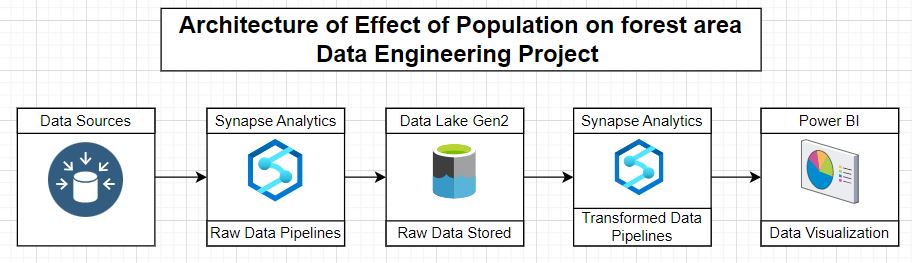 Architecture of Effect of Population on forest area
Data Engineering Project
Data Sources
Synapse Analytics
Raw Data Pipelines
Data Lake Gen2
Raw Data Stored
Synapse Analytics
Transformed Data
Pipelines
Power BI
Data Visualization